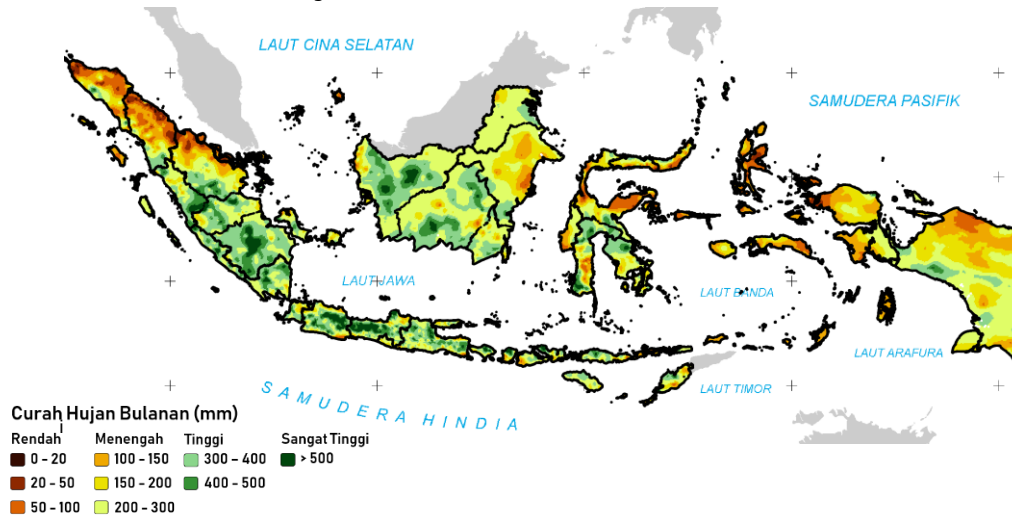 LAUT CINA SELATAN
SAMUDERA PASIFIK
LAUT JAWA
LAUT BANDA
LAUT ARAFURA
LAUT TIMOR
SAMUDERA HINDIA
Curah Hujan Bulanan (mm)
Rendah Menengah Tinggi Sangat Tinggi
0 - 20 100 - 150 300 - 400 > 500
20 - 50 150 - 200 400 - 500
50 - 100 200 - 300